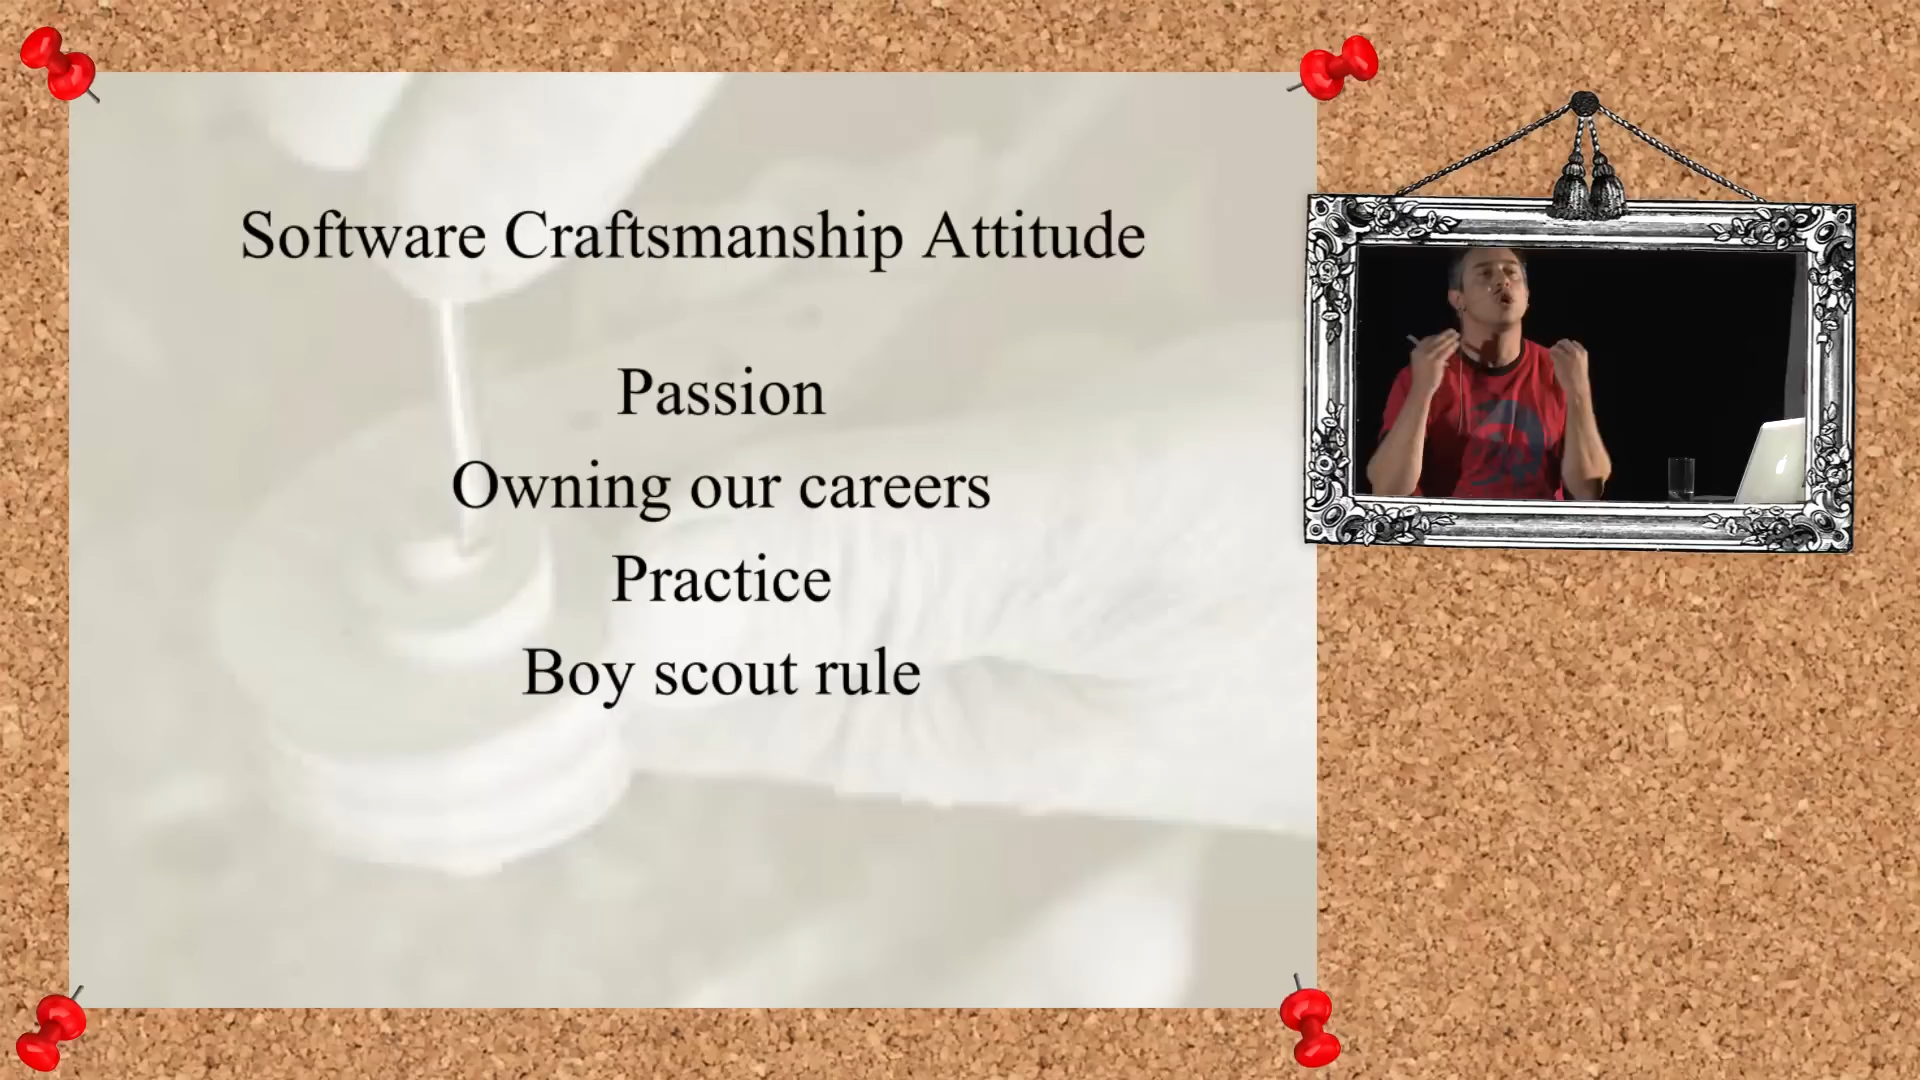 Software Craftsmanship Attitude
Passion
Owning our careers
Practice
Boy scout rule